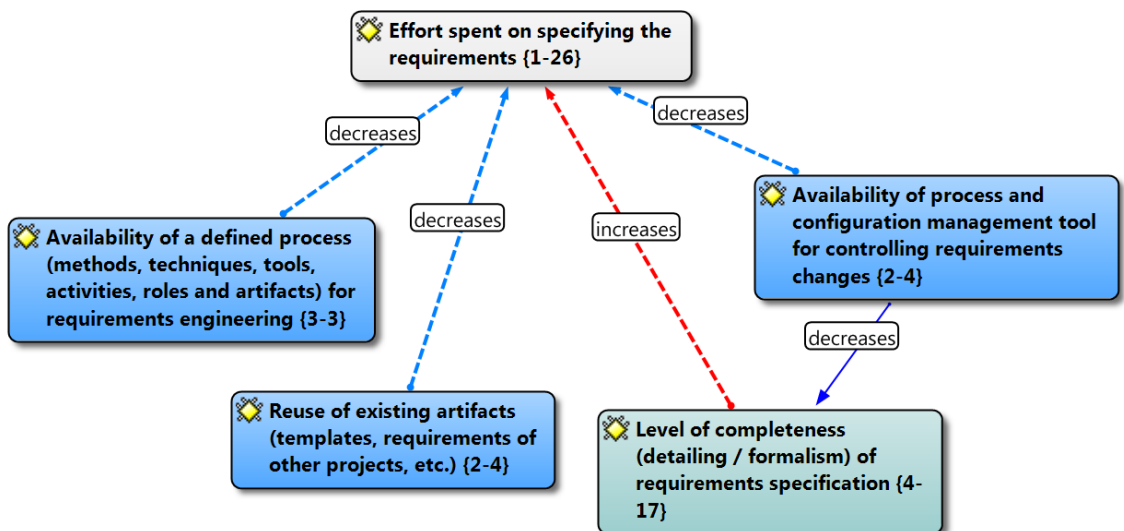 Effort spent on specifying the
requirements {1-26}
decreases
decreases
decreases
increases
Availability of process and
configuration management tool
for controlling requirements
changes {2-4}
Availability of a defined process
(methods, techniques, tools,
activities, roles and artifacts) for
requirements engineering {3-3}
decreases
Reuse of existing artifacts
(templates, requirements of
other projects, etc.) {2-4}
Level of completeness
(detailing / formalism) of
requirements specification {4-
17}